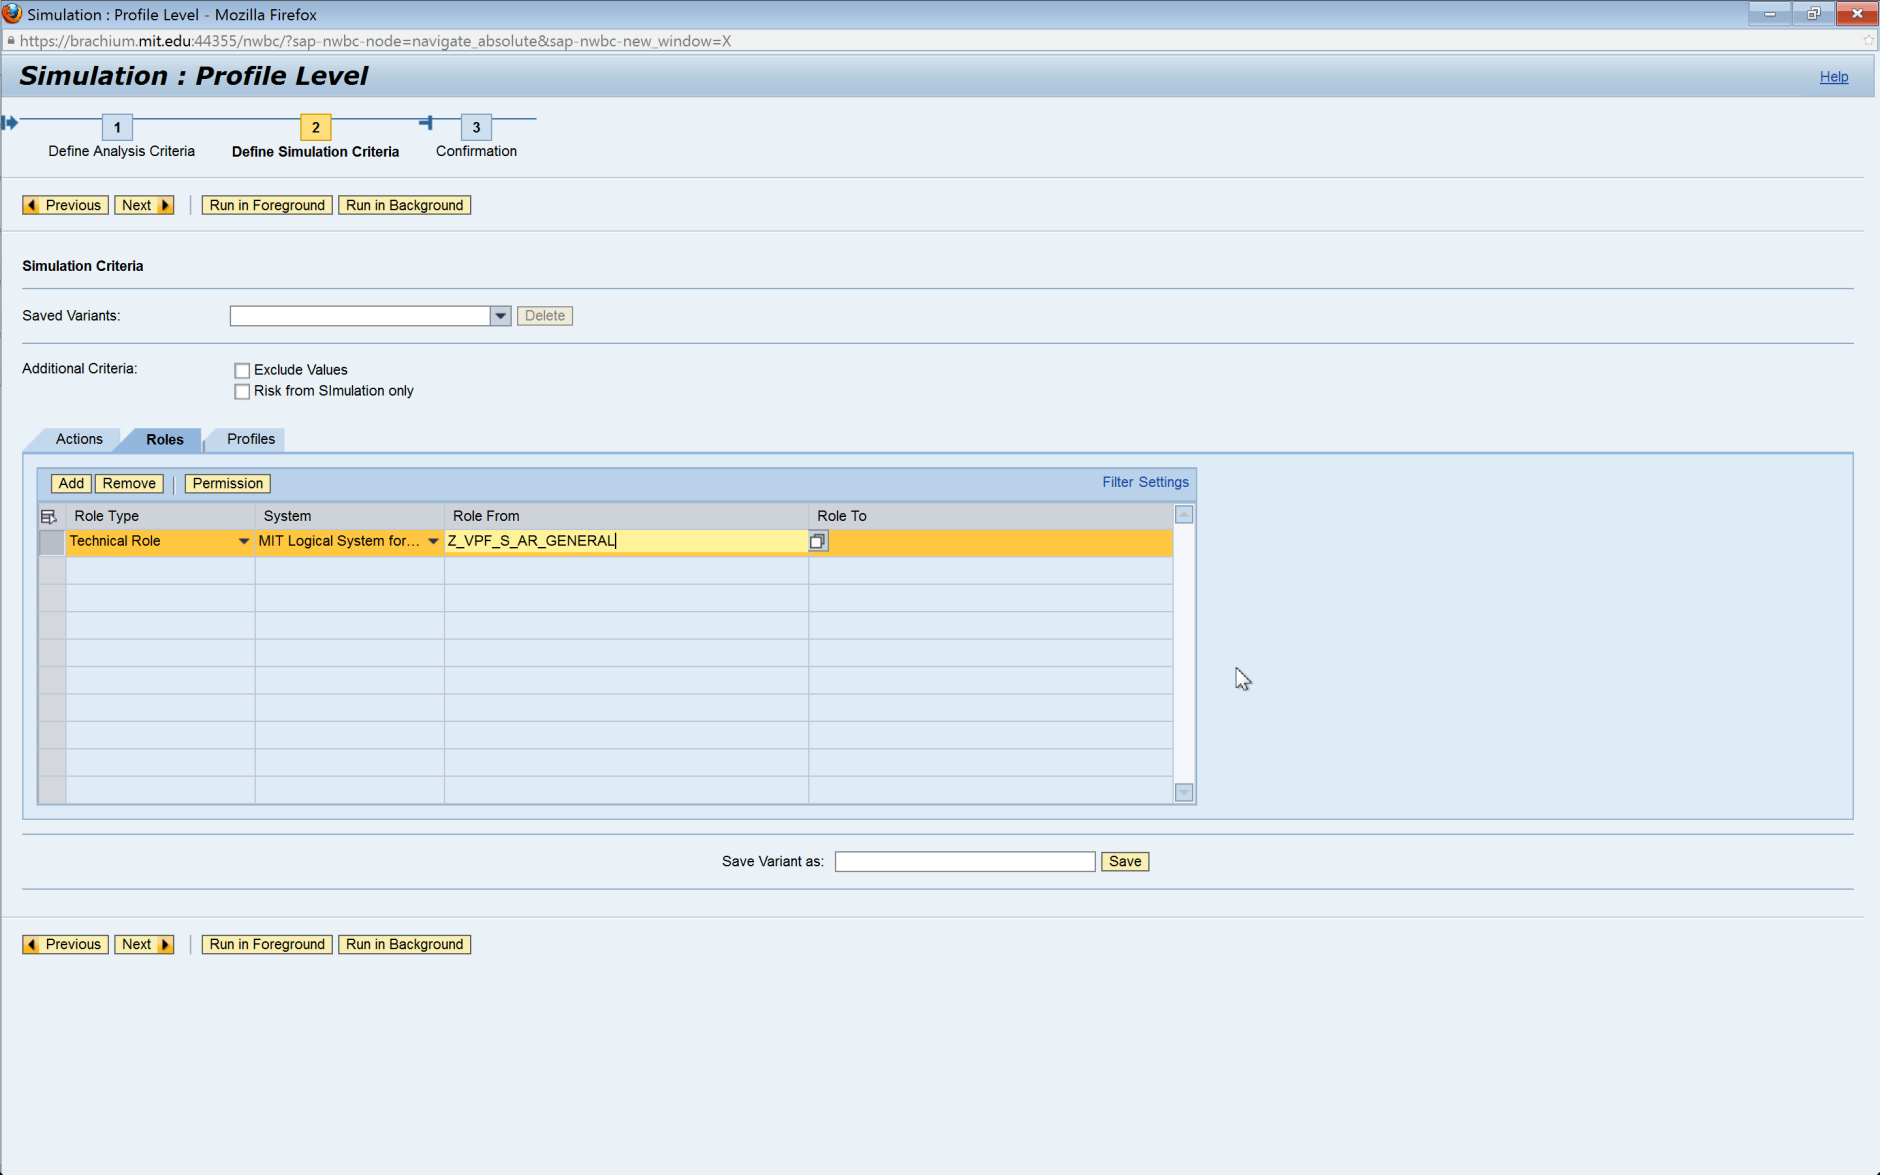 Simulation : Profile Level - Mozilla Firefox
https://brachium.mit.edu:44355/nwbc/?sap-nwbc-node=navigate_absolute&sap-nwbc-new_window=X
Simulation : Profile Level Help
1 2 3
Define Analysis Criteria Define Simulation Criteria Confirmation
Previous Next Run in Foreground Run in Background
Simulation Criteria
Saved Variants: Delete
Additional Criteria: Exclude Values
Risk from SImulation only
Actions Roles Profiles
Add Remove Permission Filter Settings
Role Type System Role From Role To
Technical Role MIT Logical System for... Z_VPF_S_AR_GENERAL
Save Variant as: Save
Previous Next Run in Foreground Run in Background